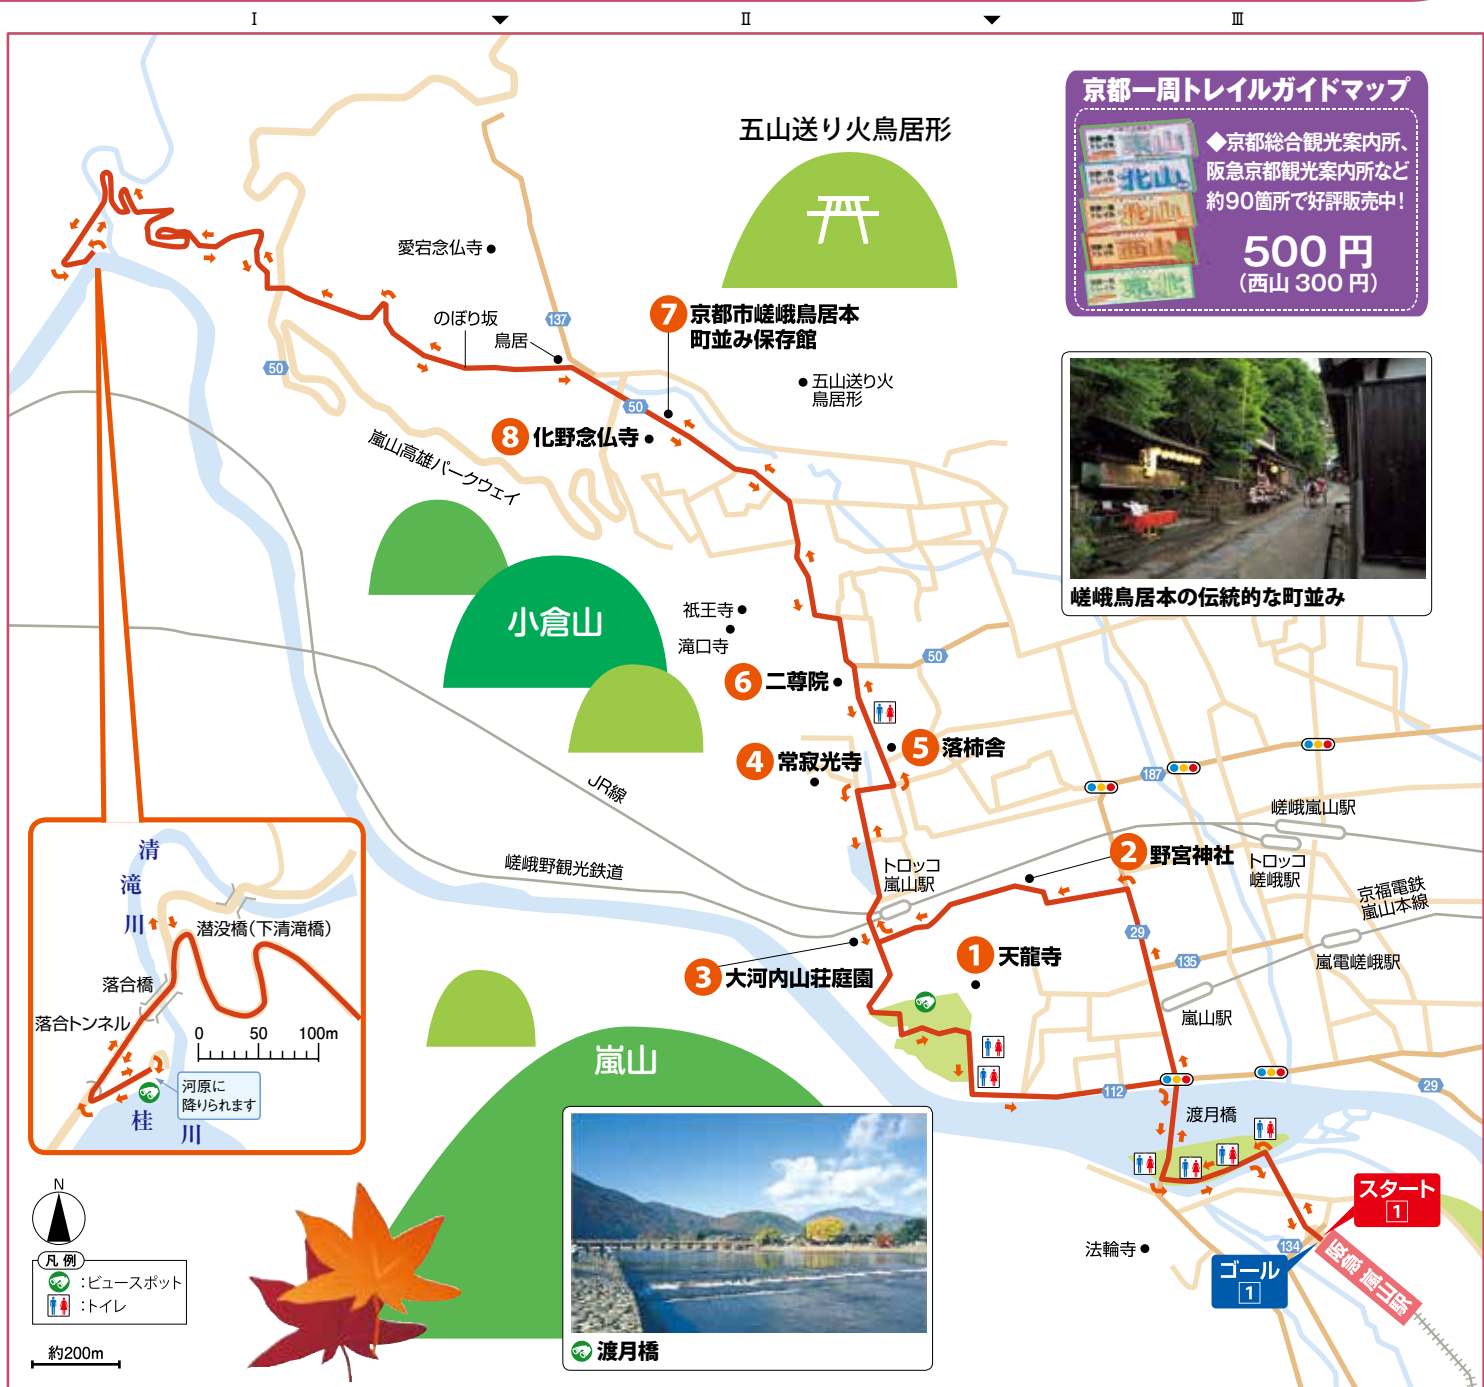 I
II
III
京都一周トレイルガイドマップ
◆京都総合観光案内所、
阪急京都観光案内所など
約90箇所で好評販売中!
500円
(西山300円)
北山
五山送り火鳥居形
愛宕念仏寺
137
のぼり坂
鳥居
50
7 京都市嵯峨鳥居本
町並み保存館
五山送り火
鳥居形
50
8 化野念仏寺
嵐山高雄パークウェイ
嵯峨鳥居本の伝統的な町並み
小倉山
祇王寺
滝口寺
50
6 二尊院
5 落柿舎
4 常寂光寺
187
JR線
嵯峨嵐山駅
嵯峨野観光鉄道
トロッコ
嵐山駅
2 野宮神社
トロッコ
嵯峨駅
京福電鉄
嵐山本線
29
1 天龍寺
135
嵐電嵯峨駅
3 大河内山荘庭園
嵐山駅
清
滝
川
潜没橋(下清滝橋)
落合橋
落合トンネル
0 50 100m
河原に
降りられます
桂
川
嵐山
112
29
渡月橋
スタート
1
法輪寺
134
ゴール
1
阪急 嵐山駅
N
凡例
:ビュースポット
:トイレ
約200m
渡月橋